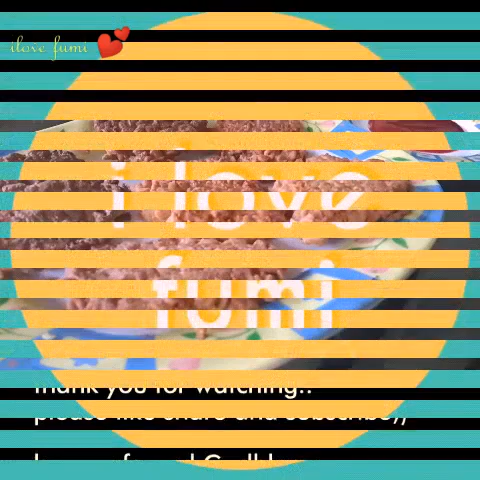 ilove fumi
i love
fumi
thank you for watching..
please like share and subscribe,,